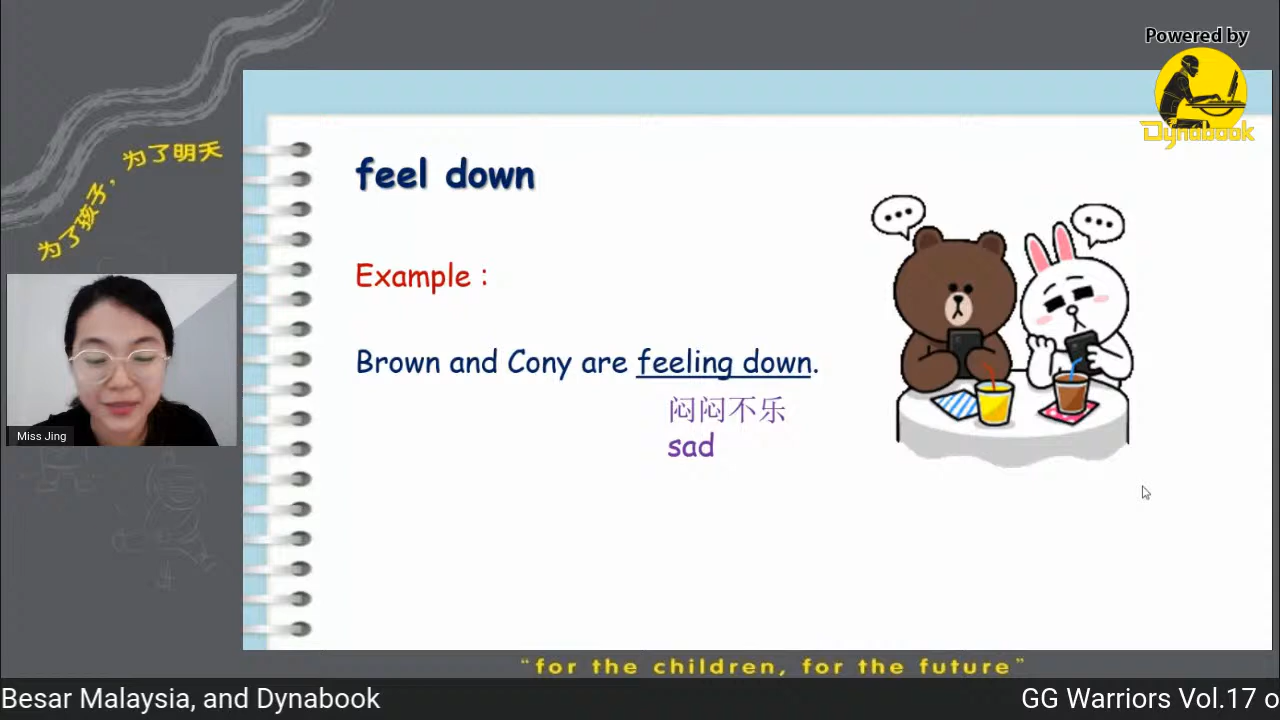 Powered by
Dynabook
为了孩子，为了明天
feel down
Example :
Brown and Cony are feeling down.
闷闷不乐
sad
Miss Jing
“for the children, for the future”
Besar Malaysia, and Dynabook
GG Warriors Vol.17 o